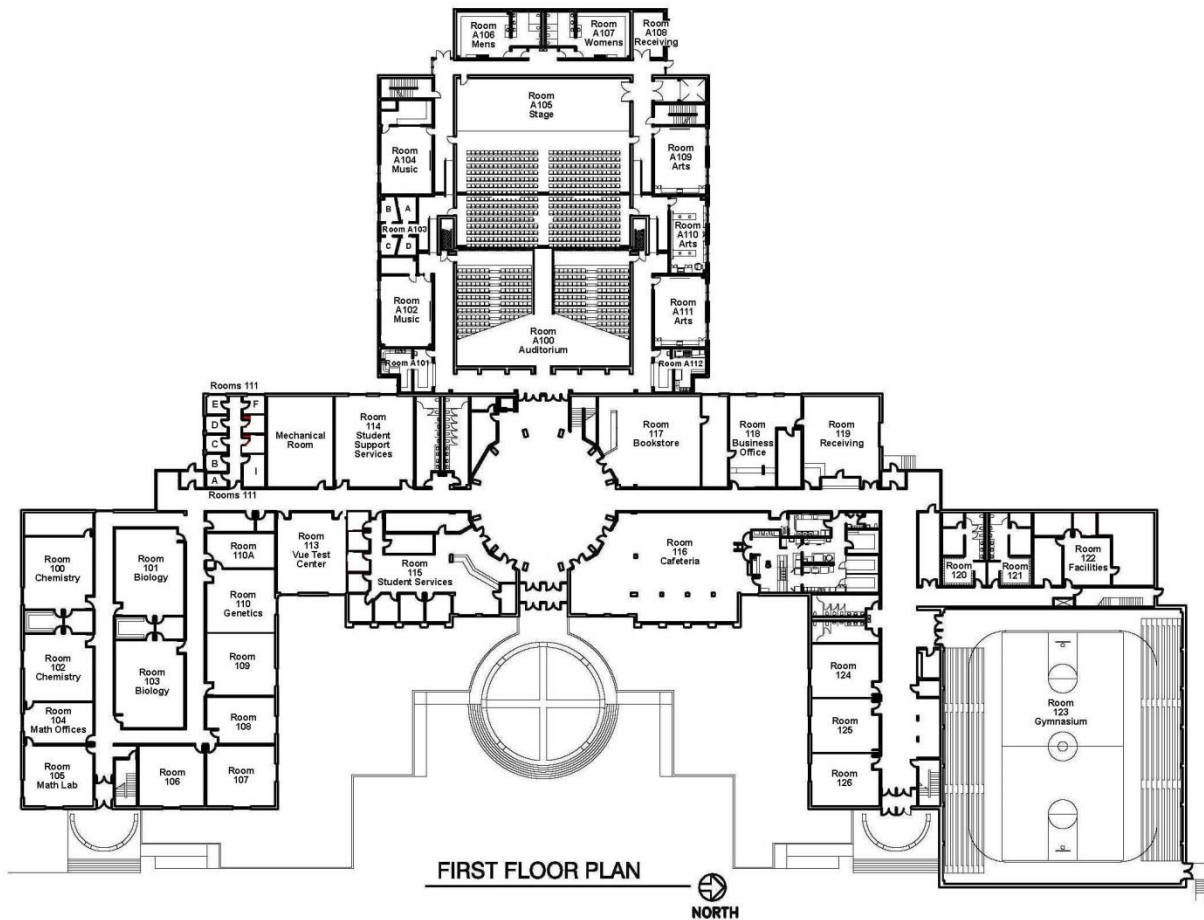 Room
A106
Mens
Room
A107
Womens
Room
A108
Receiving
Room
A105
Stage
Room
A104
Music
Room
A109
Arts
B
A
Room A103
C
D
Room
A110
Arts
Room
A102
Music
Room
A111
Arts
Room
A100
Auditorium
Room A101
Room A112
Rooms 111
E
F
D
C
B
I
A
Rooms 111
Mechanical
Room
Room
114
Student
Support
Services
Room
117
Bookstore
Room
118
Business
Office
Room
119
Receiving
Room
100
Chemistry
Room
101
Biology
Room
110A
Room
113
Vue Test
Center
Room
115
Student Services
Room
116
Cafeteria
Room
120
Room
121
Room
122
Facilities
Room
110
Genetics
Room
102
Chemistry
Room
103
Biology
Room
109
Room
124
Room
123
Gymnasium
Room
104
Math Offices
Room
108
Room
125
Room
105
Math Lab
Room
106
Room
107
Room
126
FIRST FLOOR PLAN
NORTH